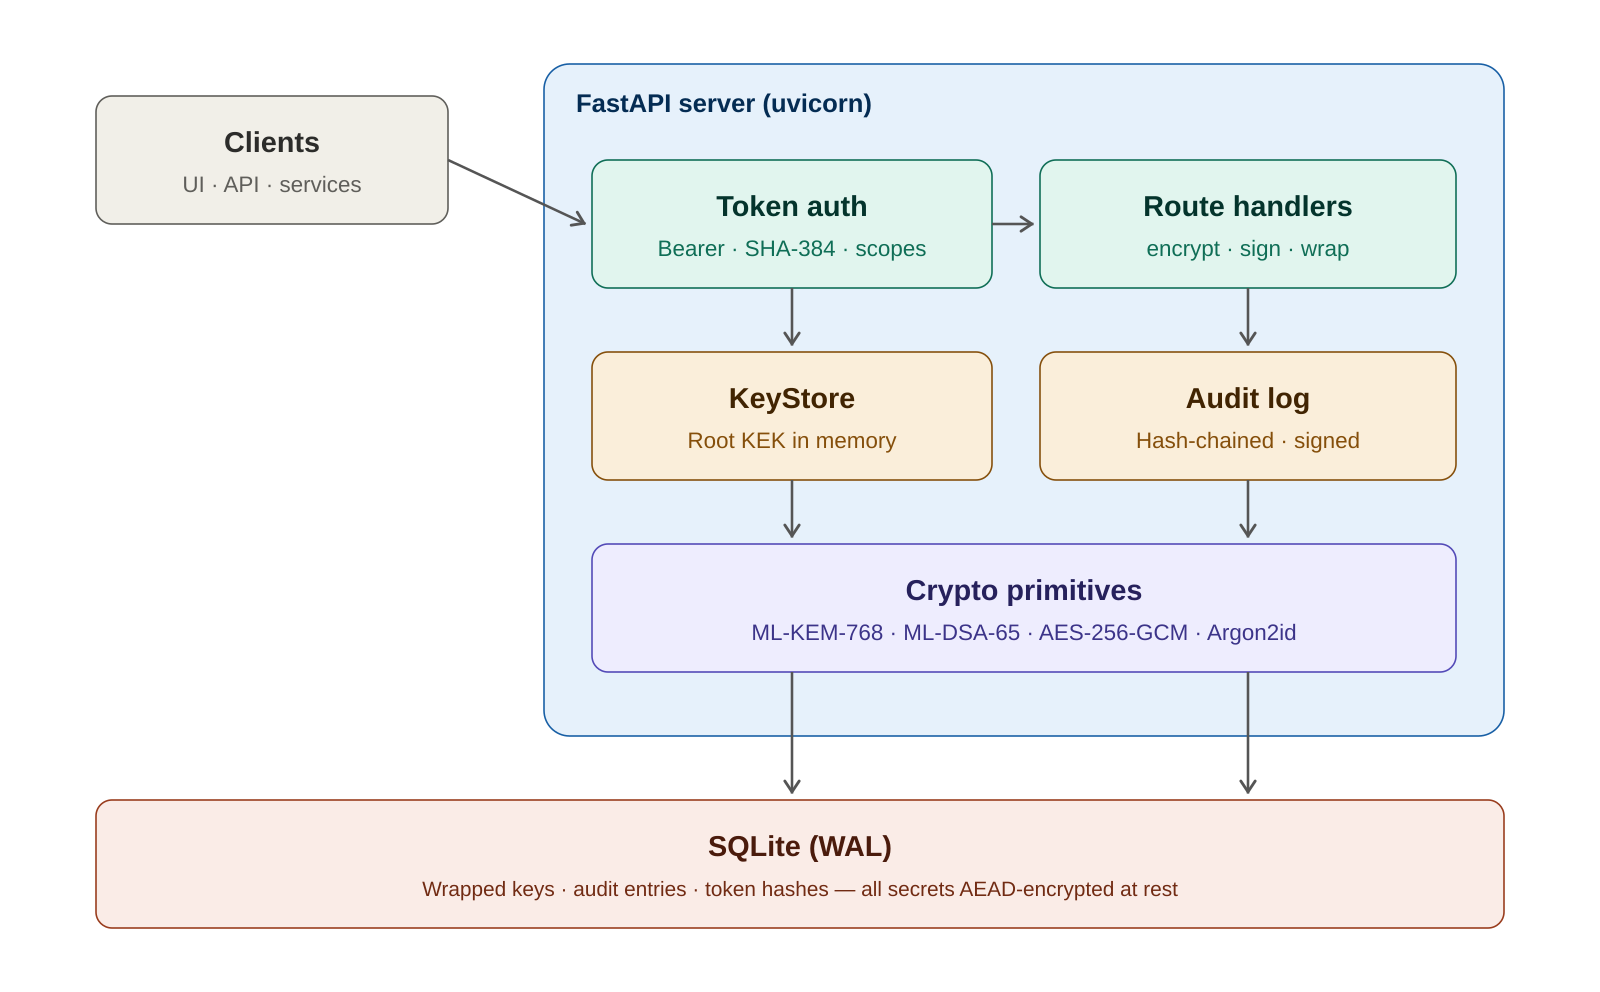 FastAPI server (uvicorn)
Clients
UI · API · services
Token auth
Bearer · SHA-384 · scopes
Route handlers
encrypt · sign · wrap
KeyStore
Root KEK in memory
Audit log
Hash-chained · signed
Crypto primitives
ML-KEM-768 · ML-DSA-65 · AES-256-GCM · Argon2id
SQLite (WAL)
Wrapped keys · audit entries · token hashes — all secrets AEAD-encrypted at rest